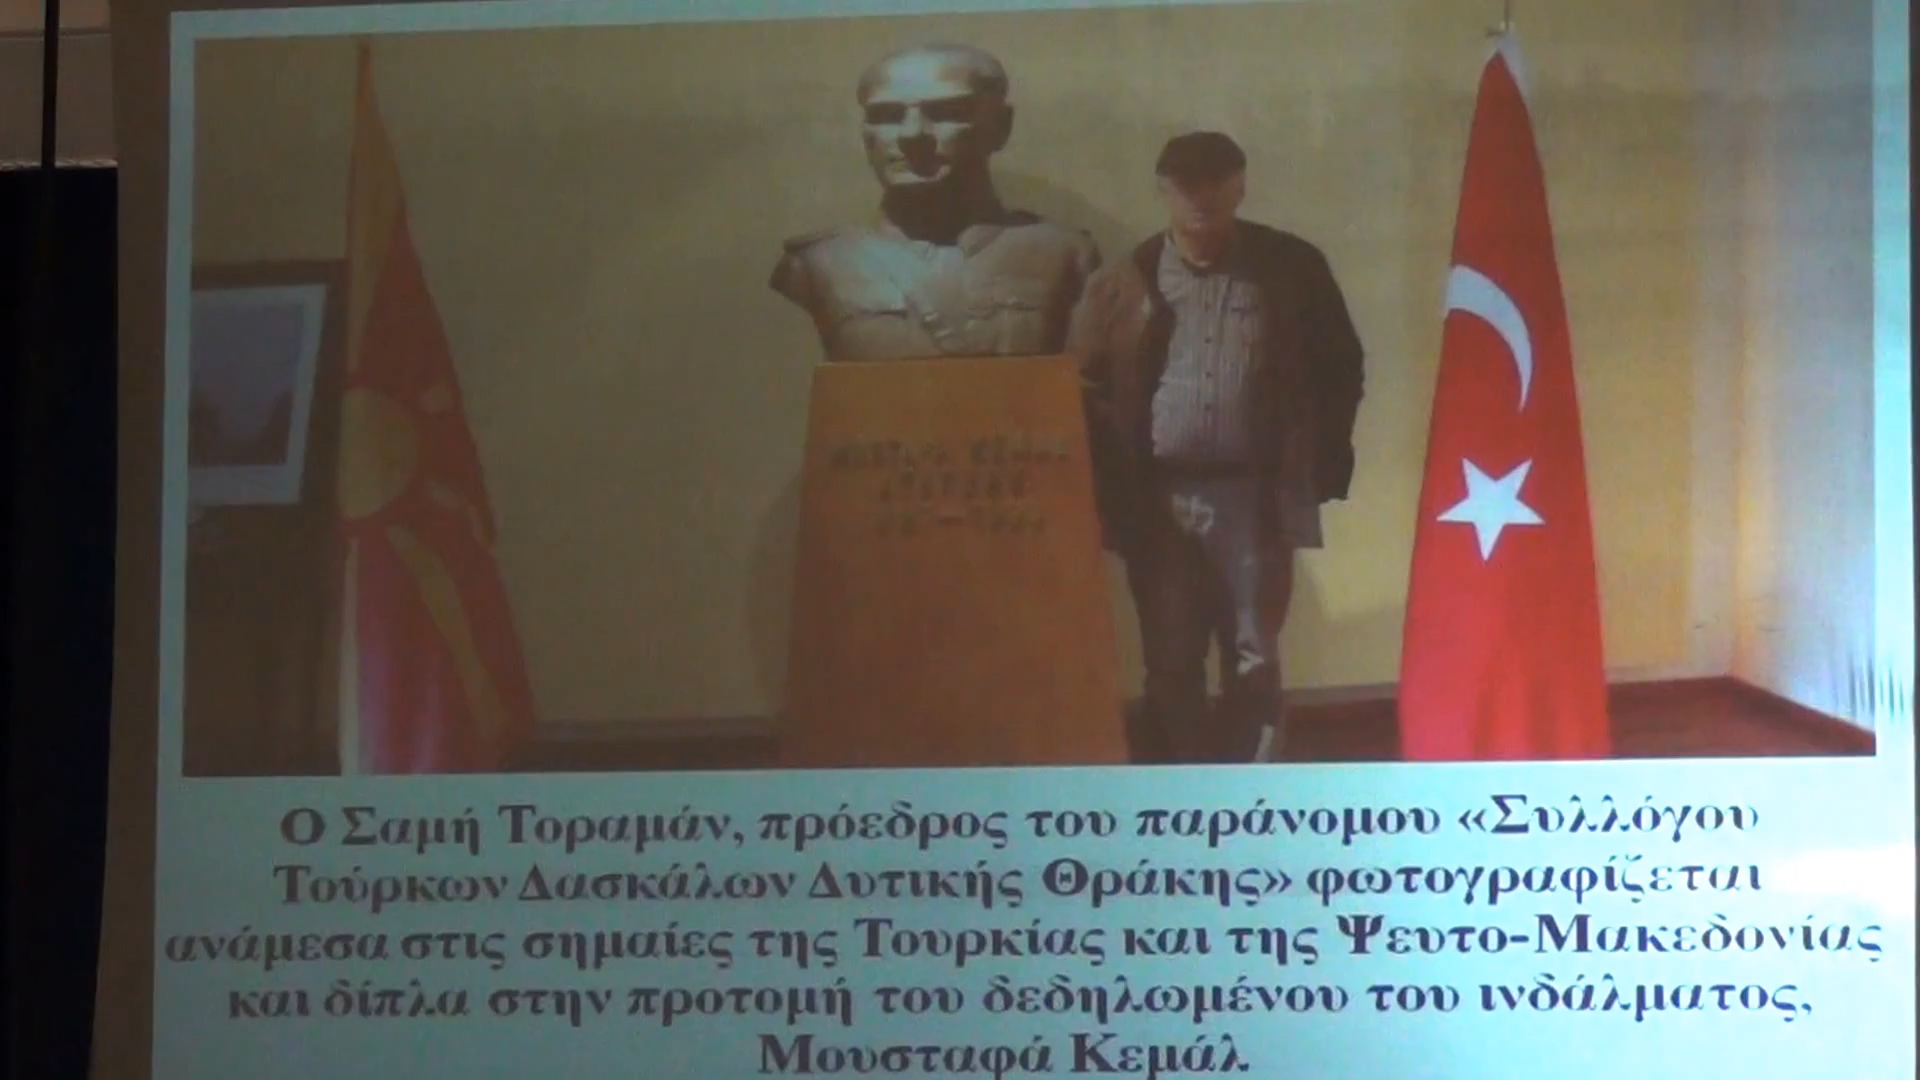 Ο Σαμή Τοραμάν, πρόεδρος του παράνομου «Συλλόγου
Τούρκων Δασκάλων Δυτικής Θράκης» φωτογραφίζεται
ανάμεσα στις σημαίες της Τουρκίας και της Ψευτο-Μακεδονίας
και δίπλα στην προτομή του δεδηλωμένου του ινδάλματος,
Μουσταφά Κεμάλ